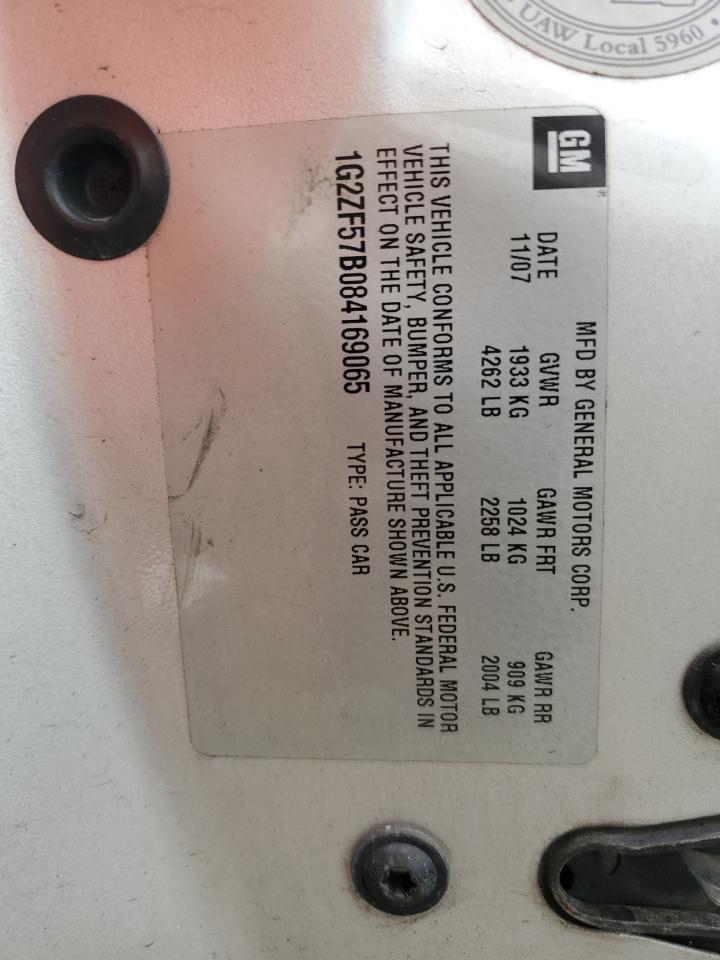 UAW Local 5960 •
GM
MFD BY GENERAL MOTORS CORP.
DATE GVWR GAWR FRT GAWR RR
11/07 1933 KG 1024 KG 909 KG
4262 LB 2258 LB 2004 LB
THIS VEHICLE CONFORMS TO ALL APPLICABLE U.S. FEDERAL MOTOR
VEHICLE SAFETY, BUMPER, AND THEFT PREVENTION STANDARDS IN
EFFECT ON THE DATE OF MANUFACTURE SHOWN ABOVE.
1G2ZF57B084169065 TYPE: PASS CAR